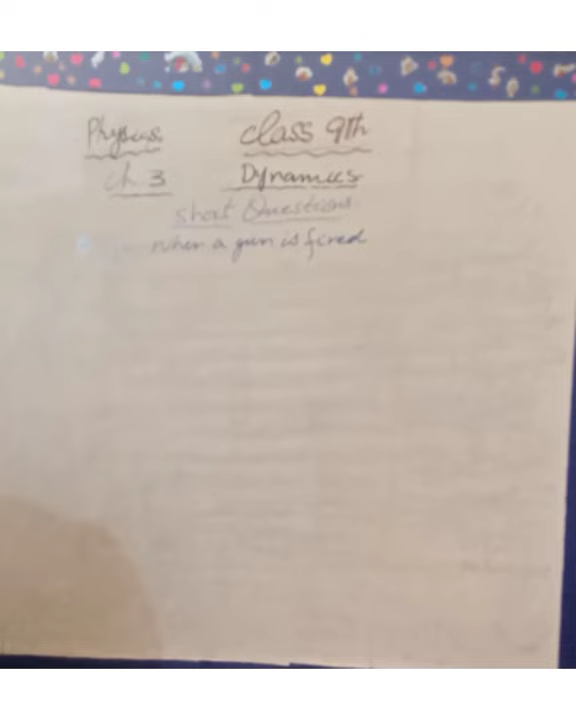 Physics class 9th
Ch 3 Dynamics
short Questions
when a gun is fired